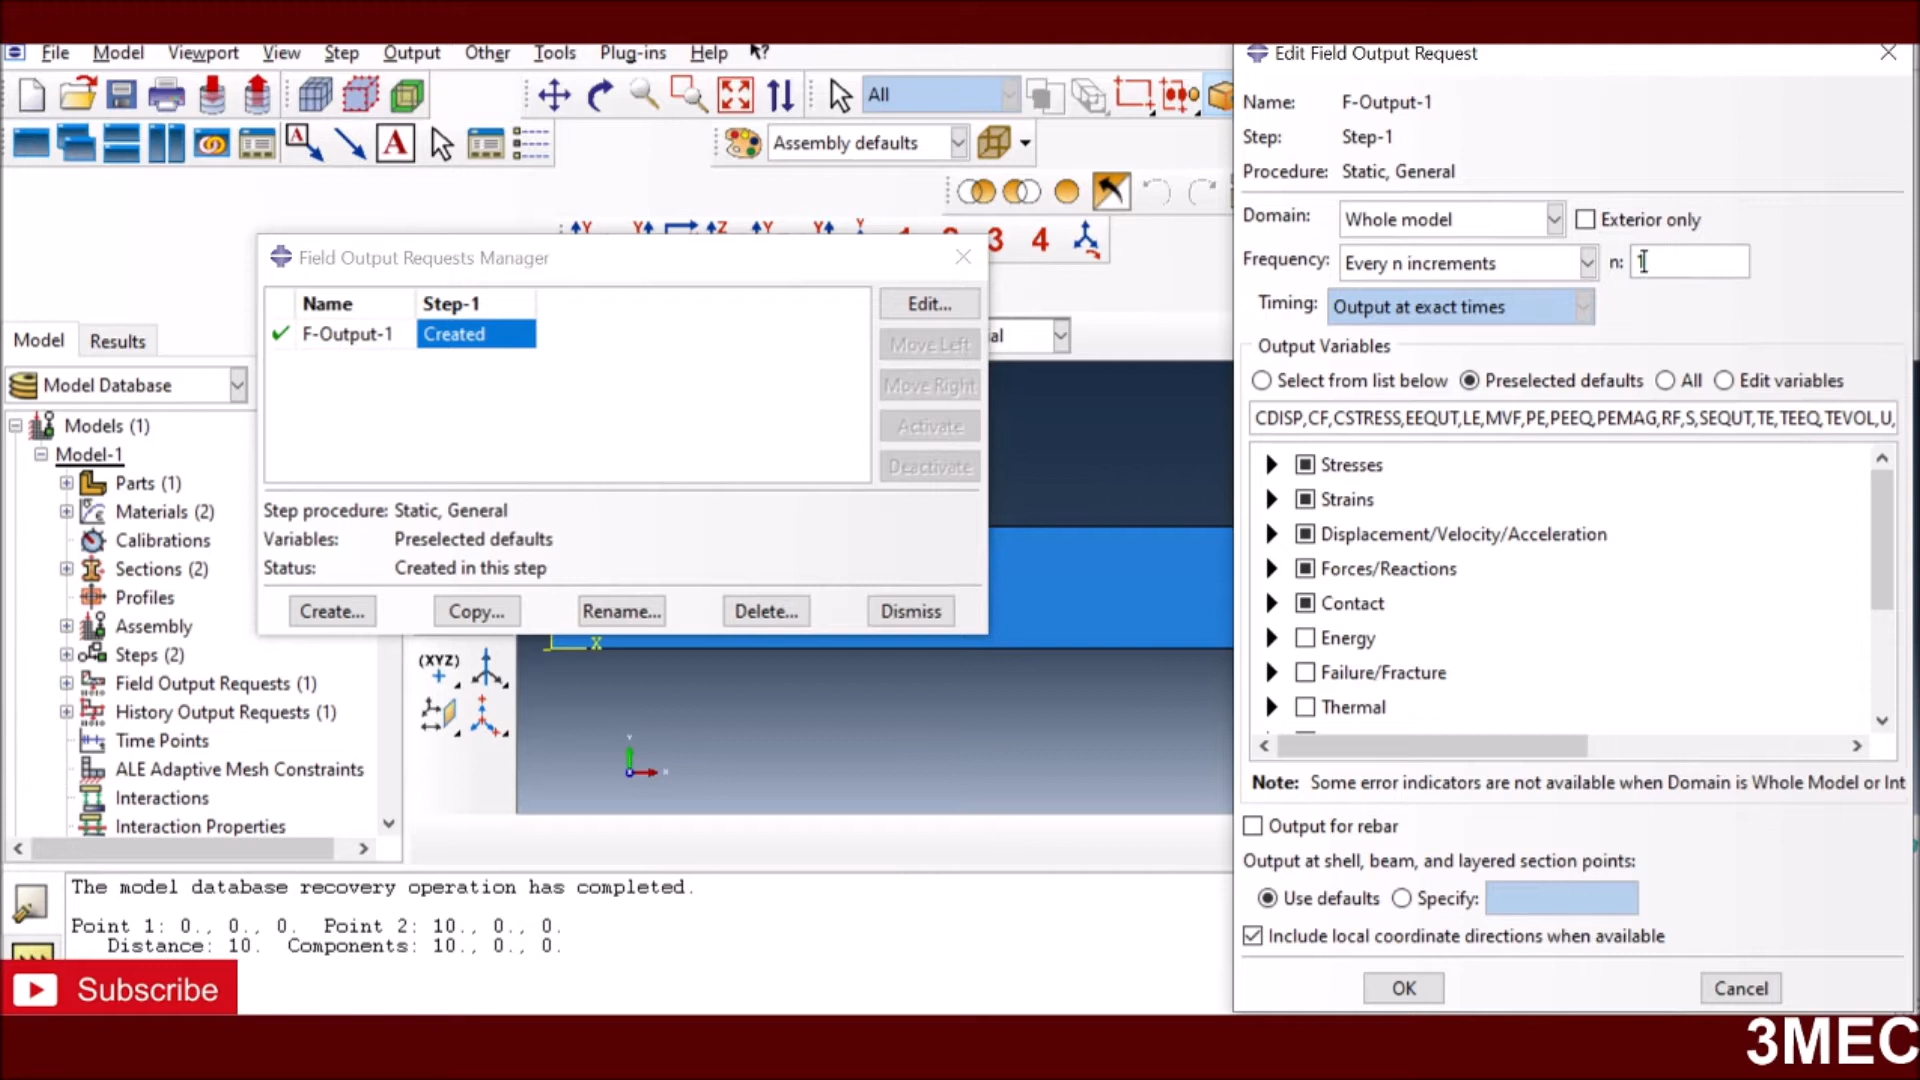 File Model Viewport View Step Output Other Tools Plug-ins Help
All
Assembly defaults
3 4
Model Results
Model Database
Models (1)
Model-1
Parts (1)
Materials (2)
Calibrations
Sections (2)
Profiles
Assembly
Steps (2)
Field Output Requests (1)
History Output Requests (1)
Time Points
ALE Adaptive Mesh Constraints
Interactions
Interaction Properties
Field Output Requests Manager
Name Step-1
F-Output-1 Created
Edit...
Move Left
Move Right
Activate
Deactivate
Step procedure: Static, General
Variables: Preselected defaults
Status: Created in this step
Create... Copy... Rename... Delete... Dismiss
al
X
(XYZ)
Y
X
The model database recovery operation has completed.
Point 1: 0., 0., 0. Point 2: 10., 0., 0.
Distance: 10. Components: 10., 0., 0.
Subscribe
Edit Field Output Request
Name: F-Output-1
Step: Step-1
Procedure: Static, General
Domain: Whole model Exterior only
Frequency: Every n increments n: 1
Timing: Output at exact times
Output Variables
Select from list below Preselected defaults All Edit variables
CDISP,CF,CSTRESS,EEQUT,LE,MVF,PE,PEEQ,PEMAG,RF,S,SEQUT,TE,TEEQ,TEVOL,U,
Stresses
Strains
Displacement/Velocity/Acceleration
Forces/Reactions
Contact
Energy
Failure/Fracture
Thermal
Note: Some error indicators are not available when Domain is Whole Model or Int
Output for rebar
Output at shell, beam, and layered section points:
Use defaults Specify:
Include local coordinate directions when available
OK Cancel
3MEC